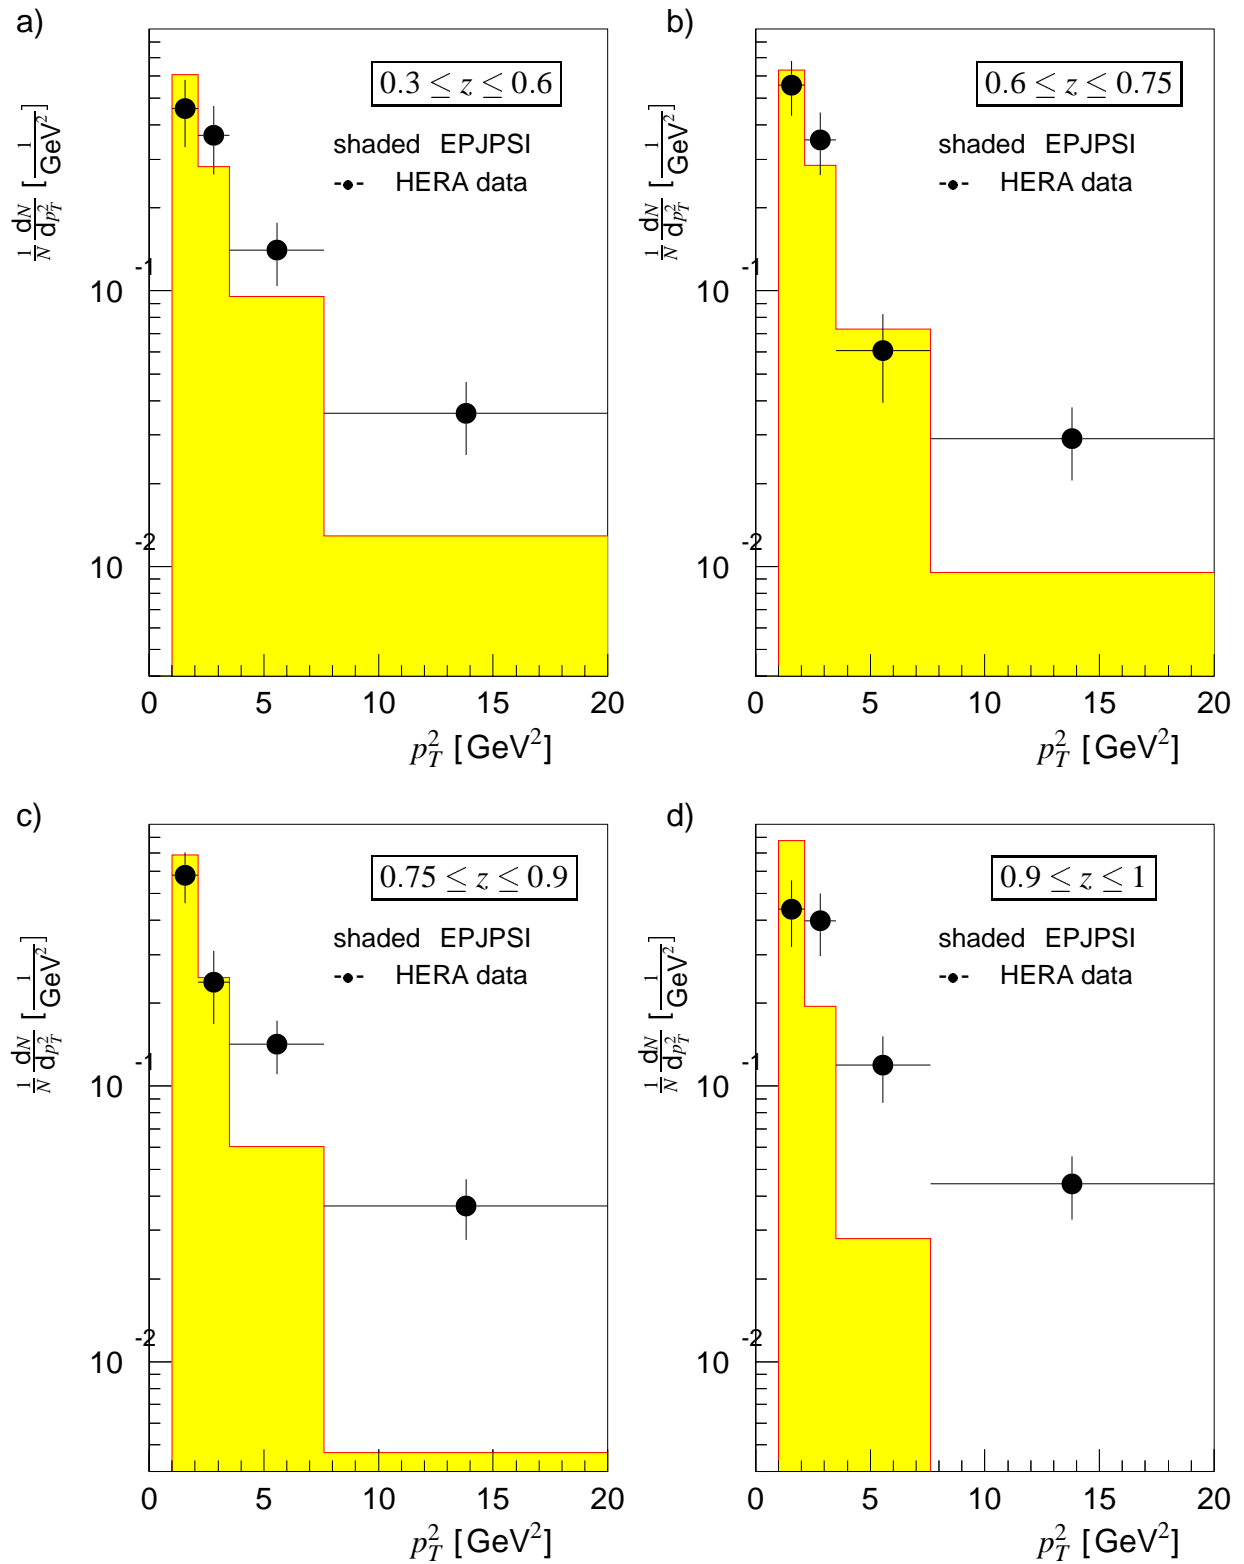 a)
0.3 ≤ z ≤ 0.6
shaded EPJPSI
-●- HERA data
1/N dN/dp_T^2 [1/GeV^2]
10^-1
10^-2
0 5 10 15 20
p_T^2 [GeV^2]
b)
0.6 ≤ z ≤ 0.75
shaded EPJPSI
-●- HERA data
1/N dN/dp_T^2 [1/GeV^2]
10^-1
10^-2
0 5 10 15 20
p_T^2 [GeV^2]
c)
0.75 ≤ z ≤ 0.9
shaded EPJPSI
-●- HERA data
1/N dN/dp_T^2 [1/GeV^2]
10^-1
10^-2
0 5 10 15 20
p_T^2 [GeV^2]
d)
0.9 ≤ z ≤ 1
shaded EPJPSI
-●- HERA data
1/N dN/dp_T^2 [1/GeV^2]
10^-1
10^-2
0 5 10 15 20
p_T^2 [GeV^2]